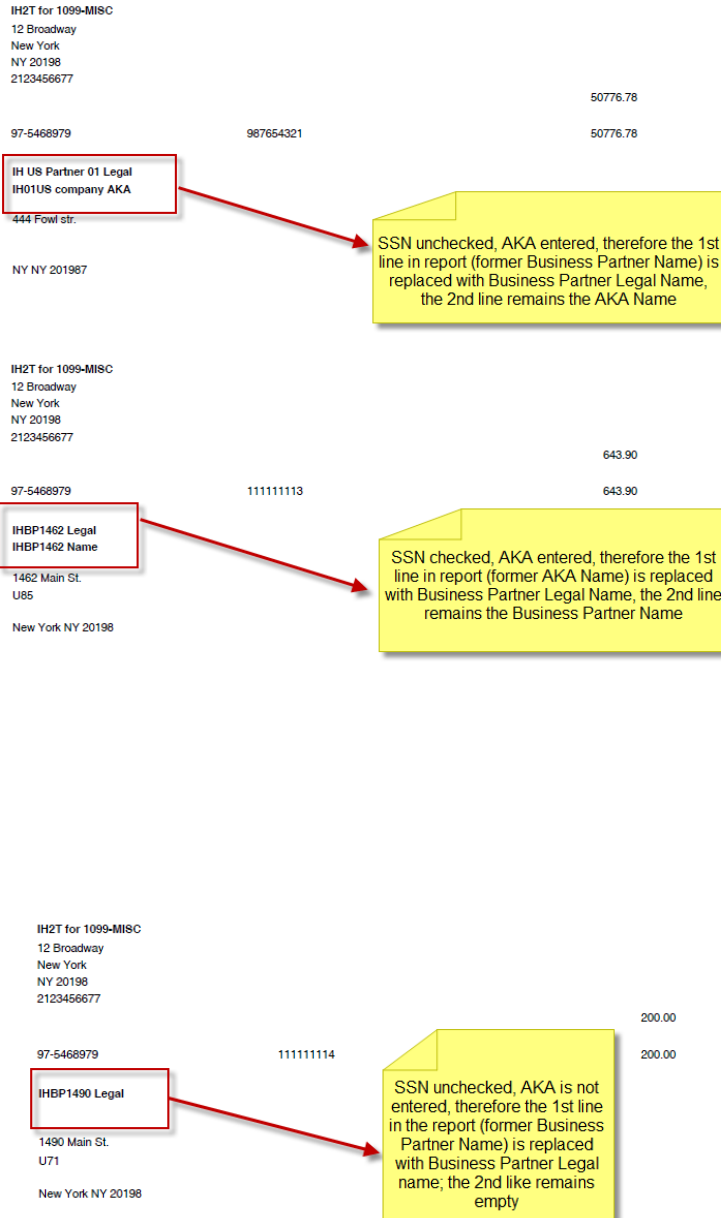 IH2T for 1099-MISC
12 Broadway
New York
NY 20198
2123456677
50776.78
97-5468979 987654321 50776.78
IH US Partner 01 Legal
IH01US company AKA
444 Fowl str.
NY NY 201987
SSN unchecked, AKA entered, therefore the 1st
line in report (former Business Partner Name) is
replaced with Business Partner Legal Name,
the 2nd line remains the AKA Name
IH2T for 1099-MISC
12 Broadway
New York
NY 20198
2123456677
643.90
97-5468979 111111113 643.90
IHBP1462 Legal
IHBP1462 Name
1462 Main St.
U85
New York NY 20198
SSN checked, AKA entered, therefore the 1st
line in report (former AKA Name) is replaced
with Business Partner Legal Name, the 2nd line
remains the Business Partner Name
IH2T for 1099-MISC
12 Broadway
New York
NY 20198
2123456677
200.00
97-5468979 111111114 200.00
IHBP1490 Legal
1490 Main St.
U71
New York NY 20198
SSN unchecked, AKA is not
entered, therefore the 1st line
in the report (former Business
Partner Name) is replaced
with Business Partner Legal
name; the 2nd like remains
empty